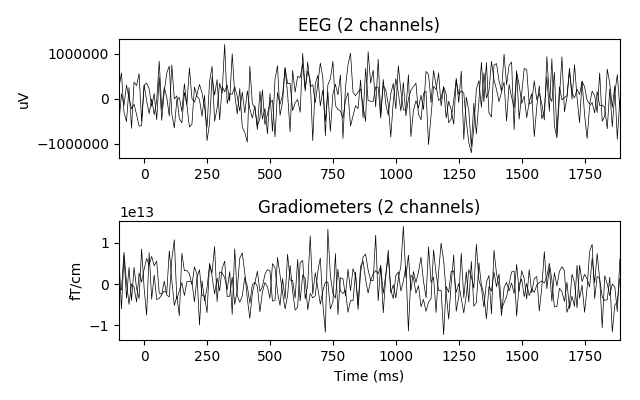 EEG (2 channels)
1000000
0
−1000000
uV
0 250 500 750 1000 1250 1500 1750
Gradiometers (2 channels)
1e13
1
0
−1
fT/cm
0 250 500 750 1000 1250 1500 1750
Time (ms)